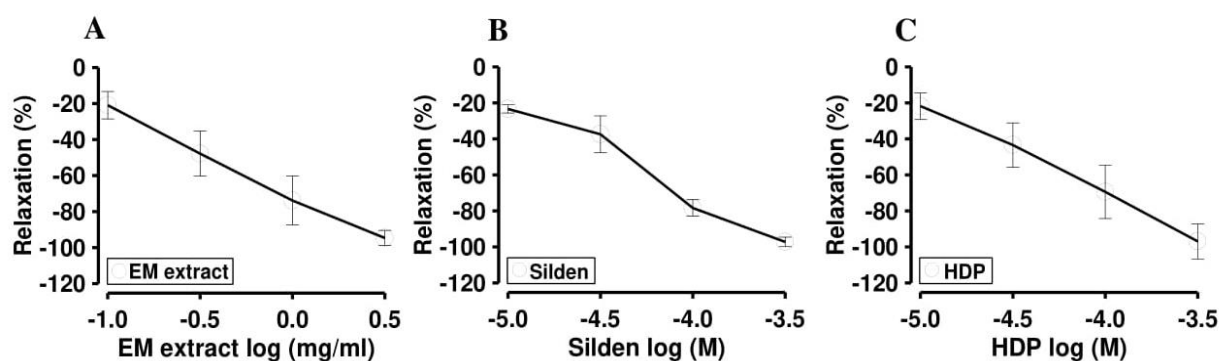 A
Relaxation (%)
0
-20
-40
-60
-80
-100
-120
EM extract
-1.0 -0.5 0.0 0.5
EM extract log (mg/ml)
B
Relaxation (%)
0
-20
-40
-60
-80
-100
-120
Silden
-5.0 -4.5 -4.0 -3.5
Silden log (M)
C
Relaxation (%)
0
-20
-40
-60
-80
-100
-120
HDP
-5.0 -4.5 -4.0 -3.5
HDP log (M)